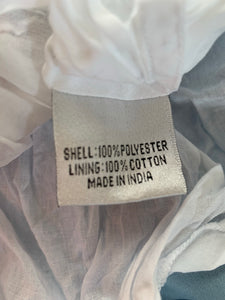 SHELL:100%POLYESTER
LINING:100%COTTON
MADE IN INDIA